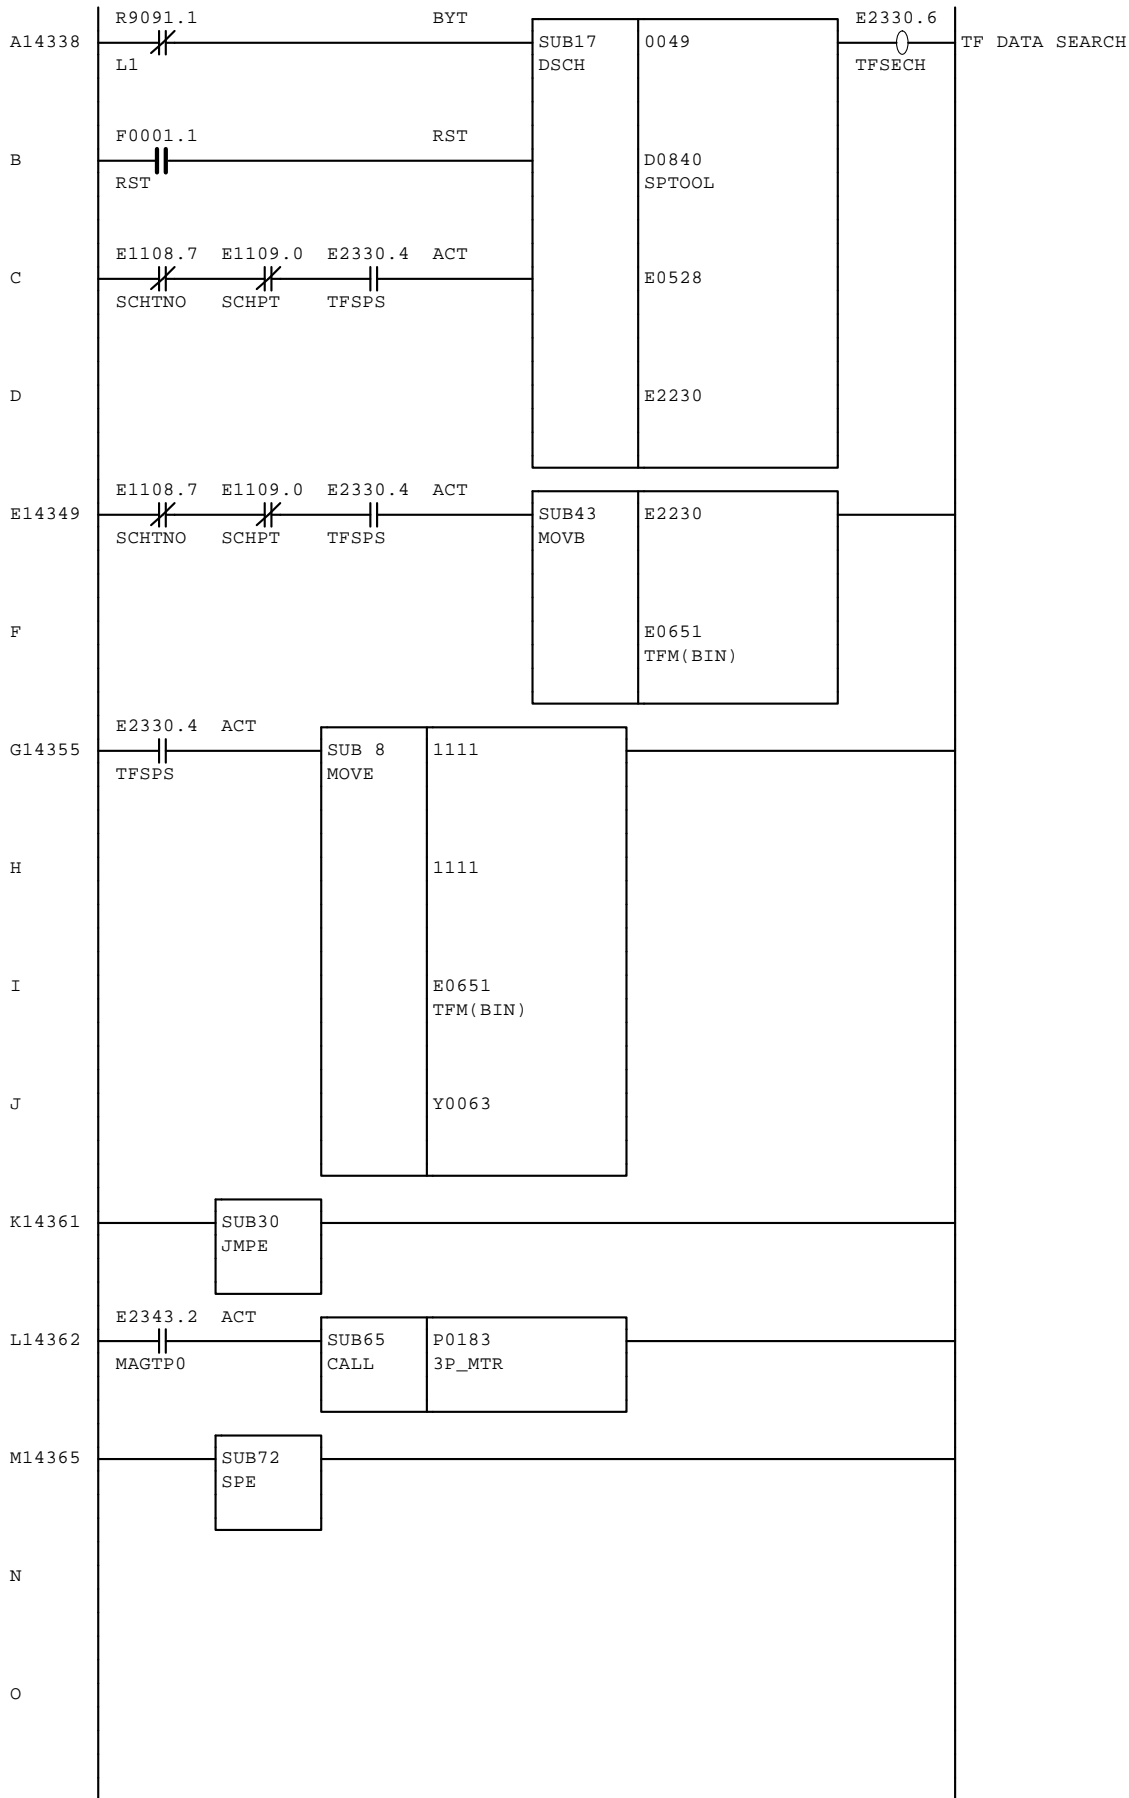 R9091.1 BYT E2330.6
A14338 SUB17 0049 TF DATA SEARCH
L1 DSCH TFSECH
F0001.1 RST
B D0840
RST SPTOOL
E1108.7 E1109.0 E2330.4 ACT
C E0528
SCHTNO SCHPT TFSPS
D E2230
E1108.7 E1109.0 E2330.4 ACT
E14349 SUB43 E2230
SCHTNO SCHPT TFSPS MOVB
F E0651
TFM(BIN)
E2330.4 ACT
G14355 SUB 8 1111
TFSPS MOVE
H 1111
I E0651
TFM(BIN)
J Y0063
K14361 SUB30
JMPE
E2343.2 ACT
L14362 SUB65 P0183
MAGTP0 CALL 3P_MTR
M14365 SUB72
SPE
N
O